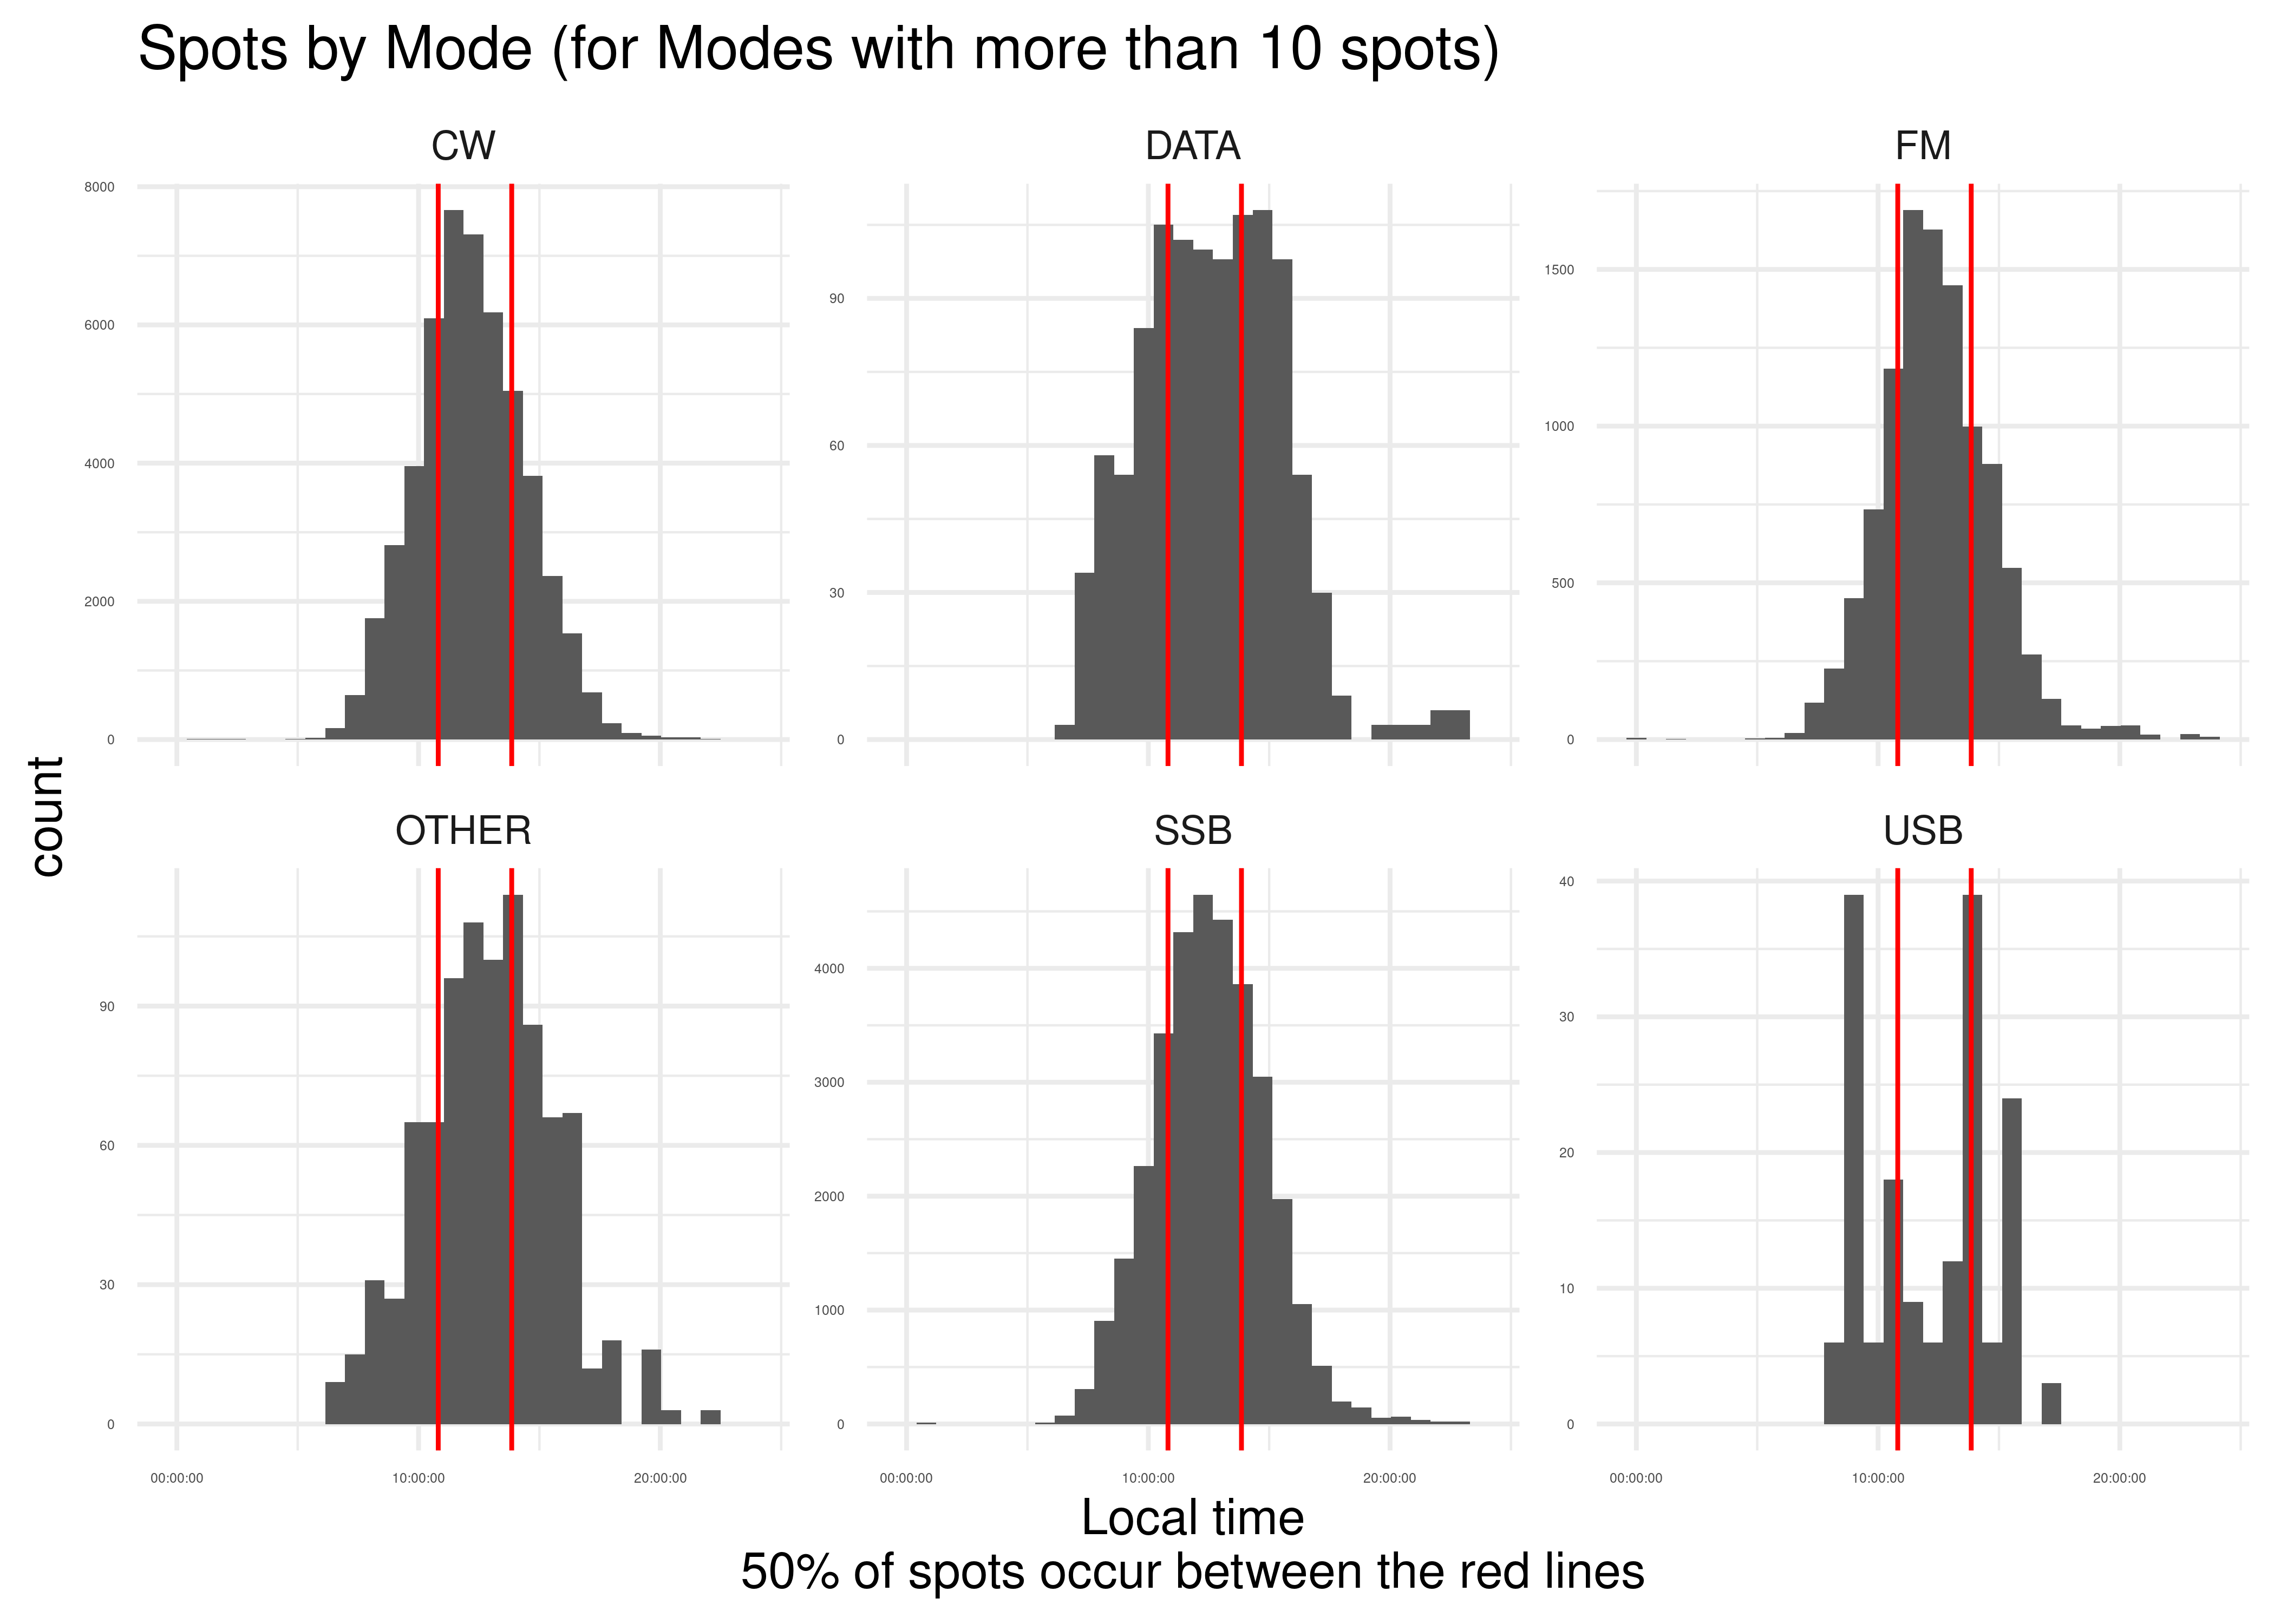 Spots by Mode (for Modes with more than 10 spots)
CW
DATA
FM
8000
6000
4000
2000
0
90
60
30
0
1500
1000
500
0
count
OTHER
SSB
USB
90
60
30
0
4000
3000
2000
1000
0
40
30
20
10
0
00:00:00 10:00:00 20:00:00
00:00:00 10:00:00 20:00:00
00:00:00 10:00:00 20:00:00
Local time
50% of spots occur between the red lines